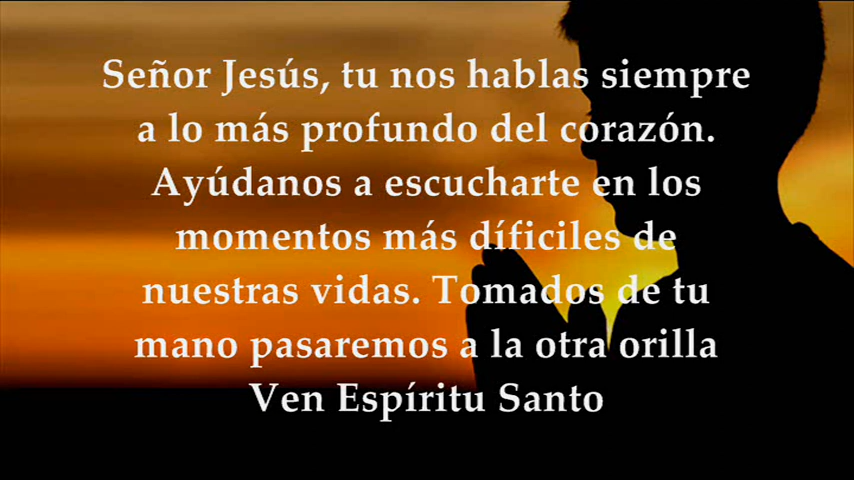 Señor Jesús, tu nos hablas siempre
a lo más profundo del corazón.
Ayúdanos a escucharte en los
momentos más díficiles de
nuestras vidas. Tomados de tu
mano pasaremos a la otra orilla
Ven Espíritu Santo